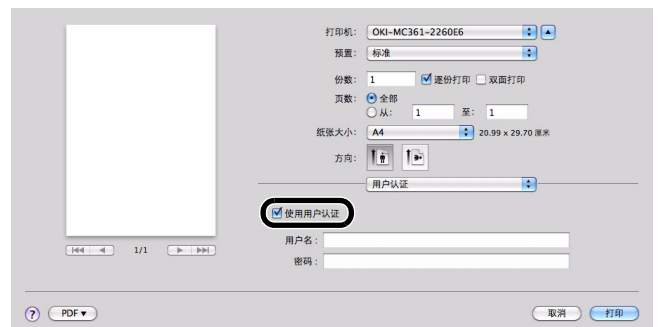 打印机: OKI-MC361-2260E6
预置: 标准
份数: 1 逐份打印 双面打印
页数: 全部
从: 1 至: 1
纸张大小: A4 20.99 x 29.70 厘米
方向:
用户认证
使用用户认证
用户名:
密码:
1/1
? PDF▼ 取消 打印